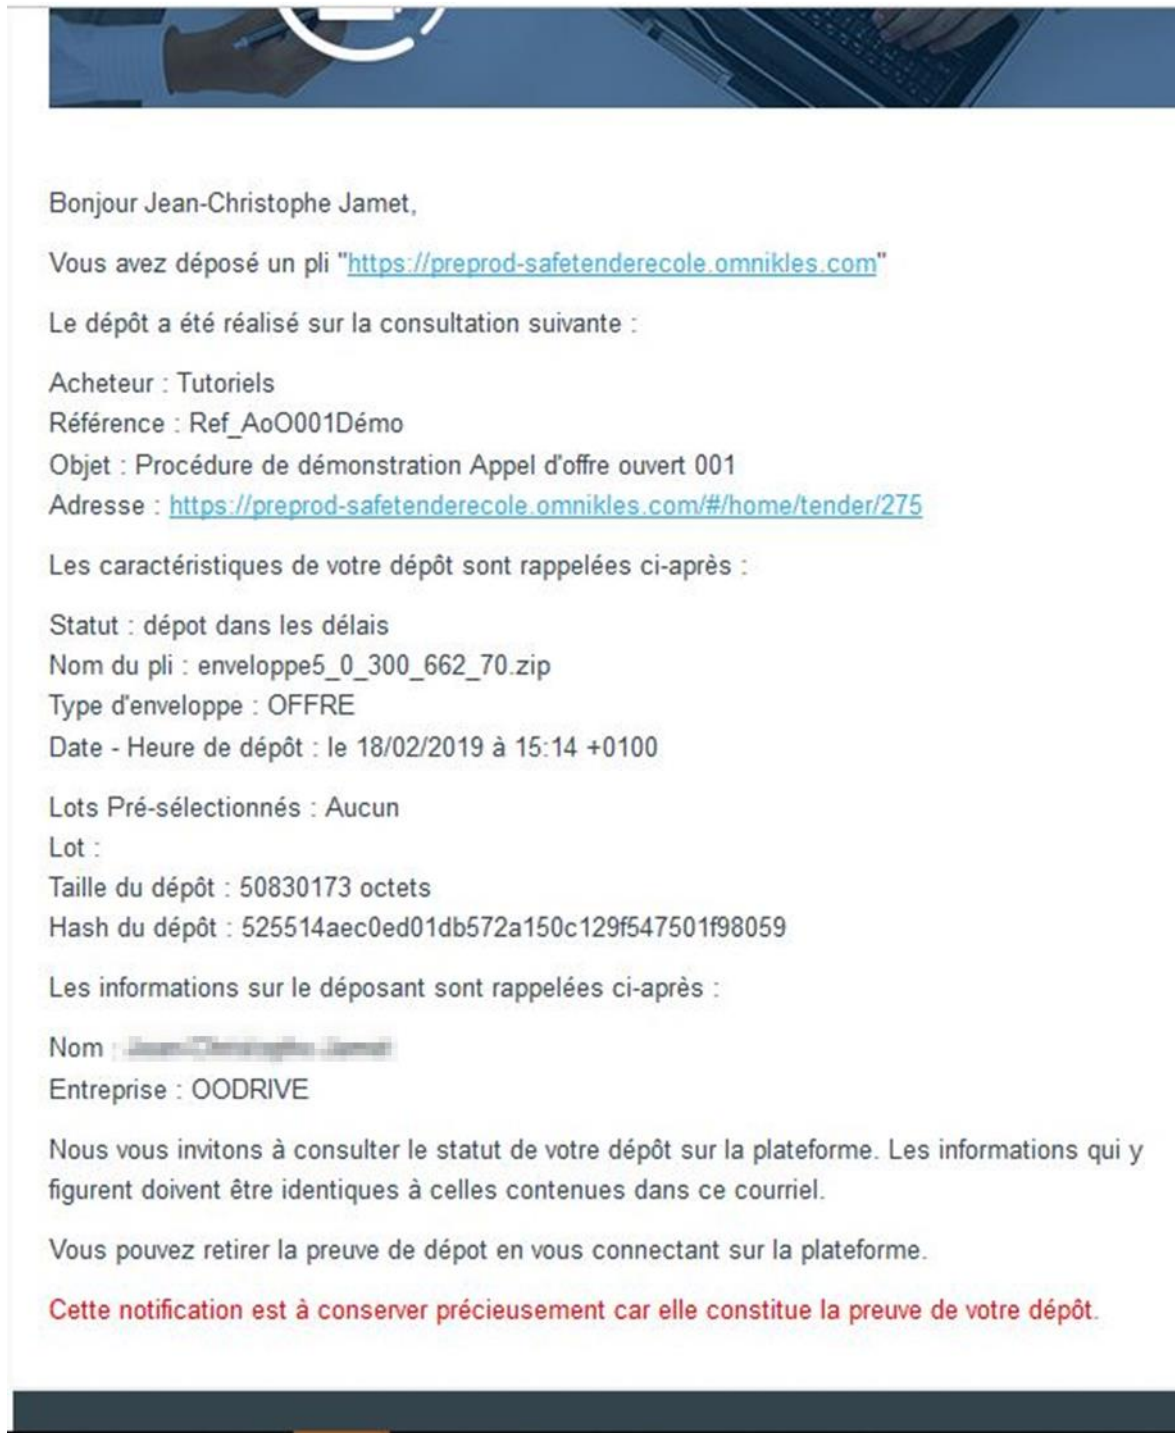 Bonjour Jean-Christophe Jamet,
Vous avez déposé un pli "https://preprod-safetenderecole.omnikles.com"
Le dépôt a été réalisé sur la consultation suivante :
Acheteur : Tutoriels
Référence : Ref_AoO001Démo
Objet : Procédure de démonstration Appel d'offre ouvert 001
Adresse : https://preprod-safetenderecole.omnikles.com/#/home/tender/275
Les caractéristiques de votre dépôt sont rappelées ci-après :
Statut : dépot dans les délais
Nom du pli : enveloppe5_0_300_662_70.zip
Type d'enveloppe : OFFRE
Date - Heure de dépôt : le 18/02/2019 à 15:14 +0100
Lots Pré-sélectionnés : Aucun
Lot :
Taille du dépôt : 50830173 octets
Hash du dépôt : 525514aec0ed01db572a150c129f547501f98059
Les informations sur le déposant sont rappelées ci-après :
Nom :
Entreprise : OODRIVE
Nous vous invitons à consulter le statut de votre dépôt sur la plateforme. Les informations qui y
figurent doivent être identiques à celles contenues dans ce courriel.
Vous pouvez retirer la preuve de dépot en vous connectant sur la plateforme.
Cette notification est à conserver précieusement car elle constitue la preuve de votre dépôt.